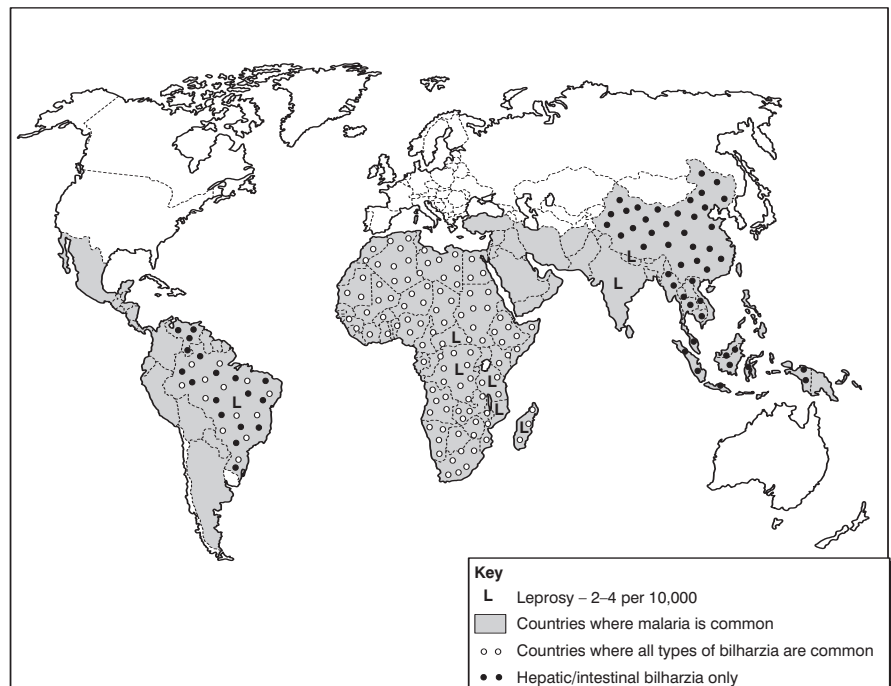 L
L
L
L
L
L
L
L
Key
L Leprosy – 2–4 per 10,000
Countries where malaria is common
Countries where all types of bilharzia are common
Hepatic/intestinal bilharzia only